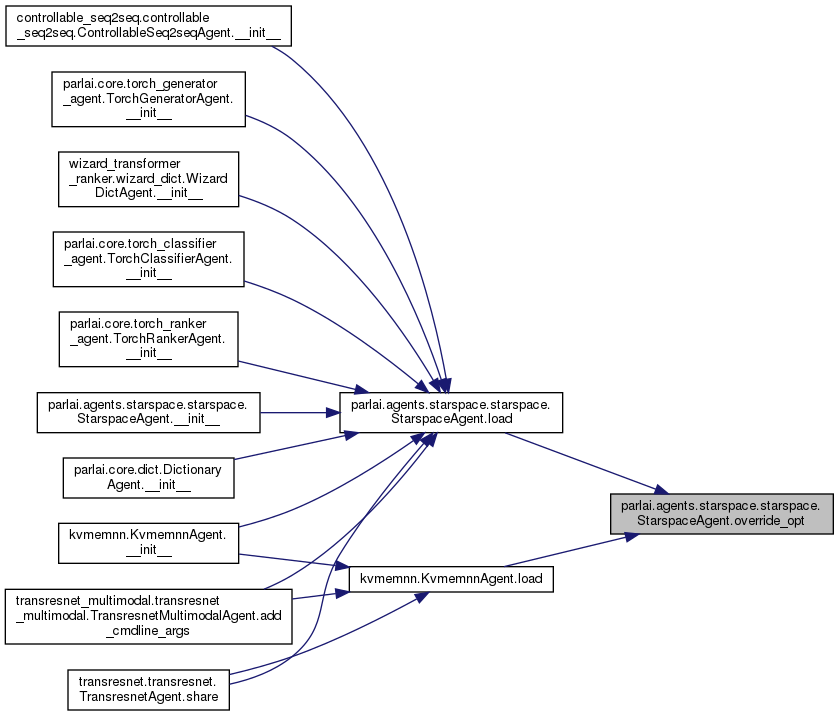 controllable_seq2seq.controllable
_seq2seq.ControllableSeq2seqAgent.__init__
parlai.core.torch_generator
_agent.TorchGeneratorAgent.
__init__
wizard_transformer
_ranker.wizard_dict.Wizard
DictAgent.__init__
parlai.core.torch_classifier
_agent.TorchClassifierAgent.
__init__
parlai.core.torch_ranker
_agent.TorchRankerAgent.
__init__
parlai.agents.starspace.starspace.
StarspaceAgent.__init__
parlai.agents.starspace.starspace.
StarspaceAgent.load
parlai.core.dict.Dictionary
Agent.__init__
parlai.agents.starspace.starspace.
StarspaceAgent.override_opt
kvmemnn.KvmemnnAgent.
__init__
kvmemnn.KvmemnnAgent.load
transresnet_multimodal.transresnet
_multimodal.TransresnetMultimodalAgent.add
_cmdline_args
transresnet.transresnet.
TransresnetAgent.share